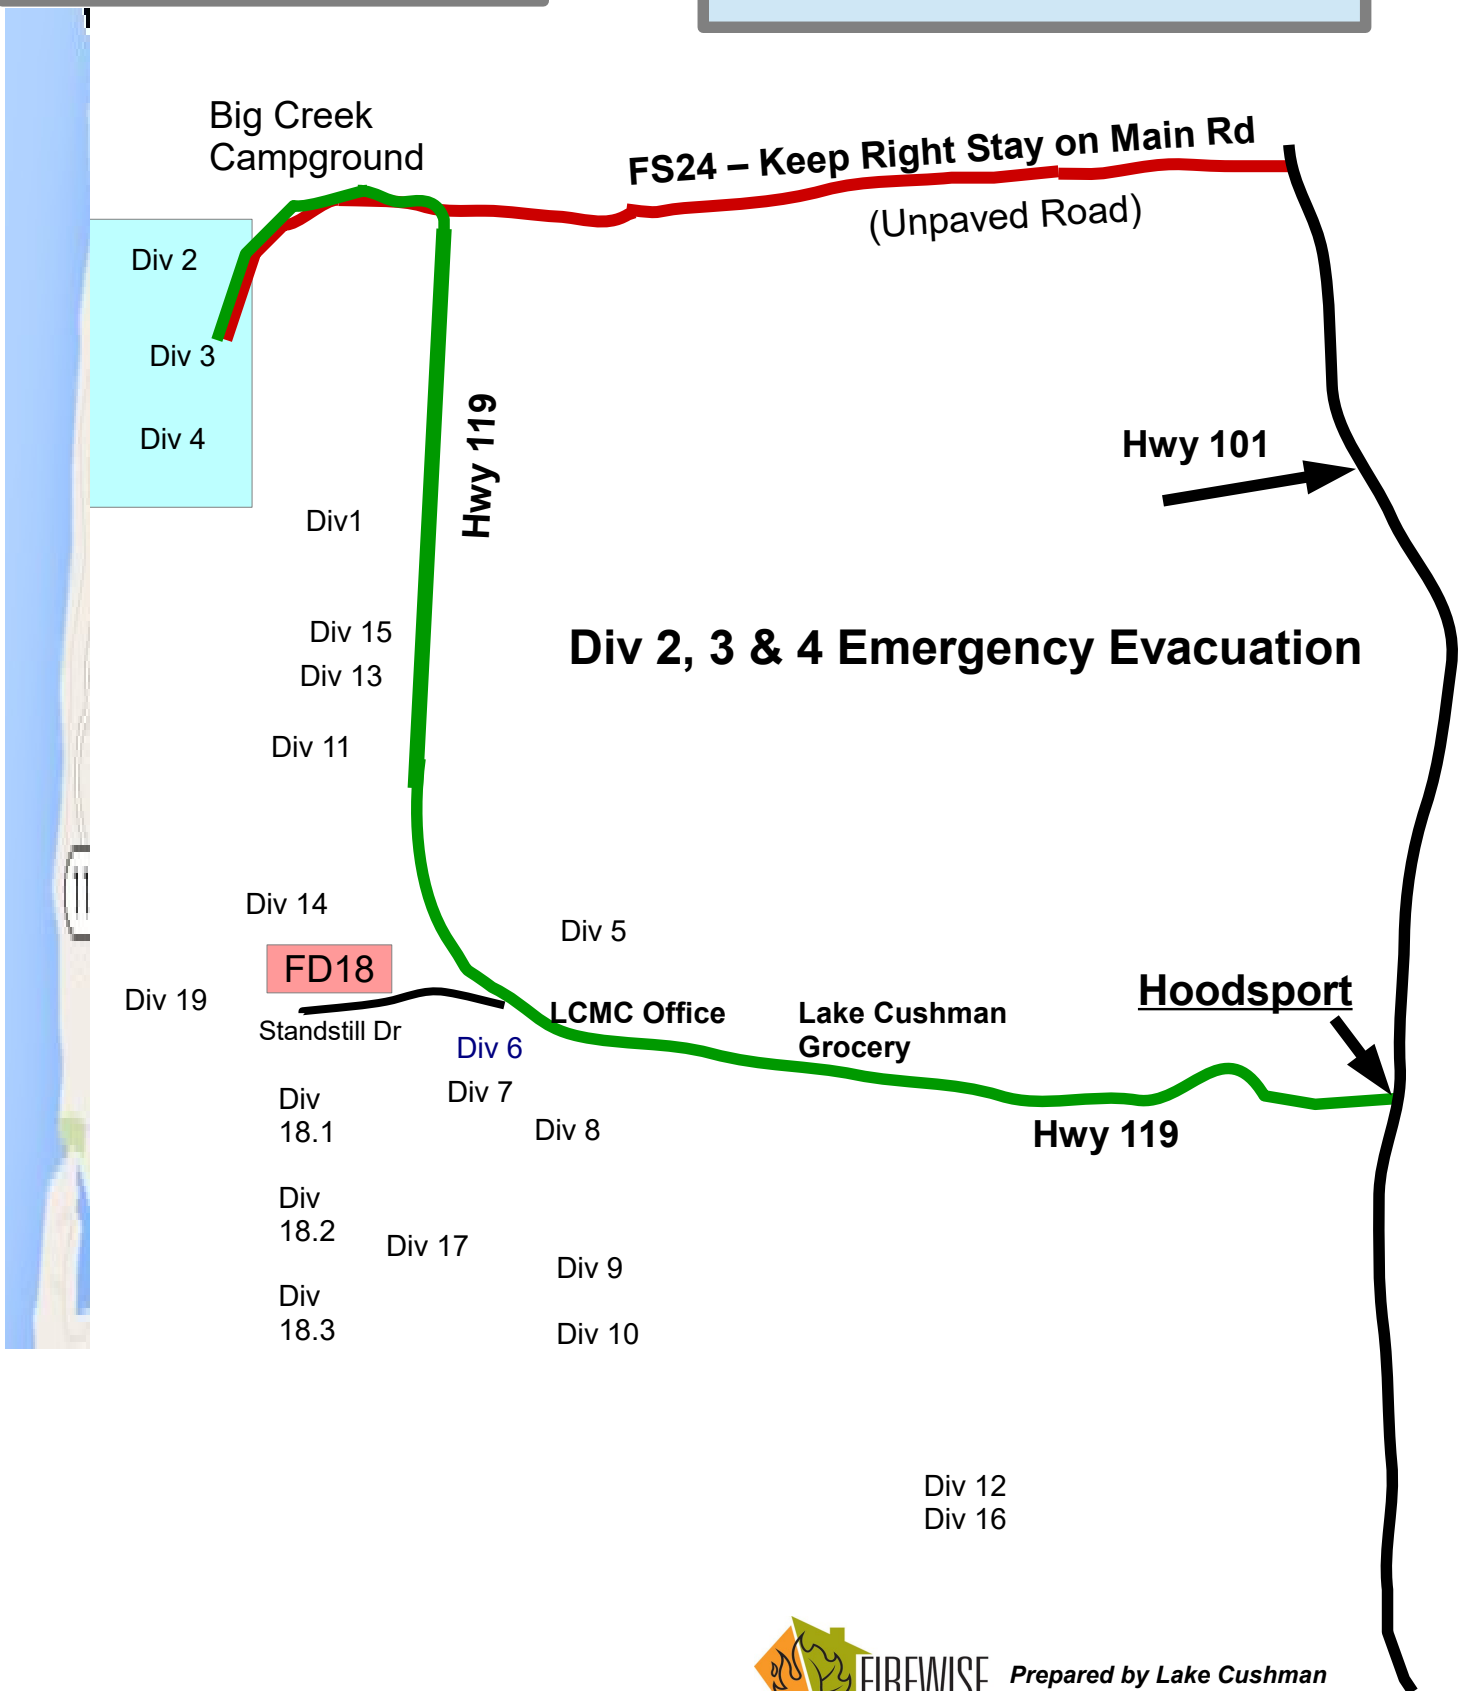 Big Creek
Campground
FS24 – Keep Right Stay on Main Rd
(Unpaved Road)
Div 2
Div 3
Div 4
Hwy 119
Hwy 101
Div1
Div 15
Div 13
Div 2, 3 & 4 Emergency Evacuation
Div 11
Div 14
Div 5
FD18
Div 19
Hoodsport
LCMC Office
Lake Cushman
Grocery
Standstill Dr
Div 6
Div 7
Div
18.1
Div 8
Hwy 119
Div
18.2
Div 17
Div 9
Div
18.3
Div 10
Div 12
Div 16
FIREWISE
Prepared by Lake Cushman